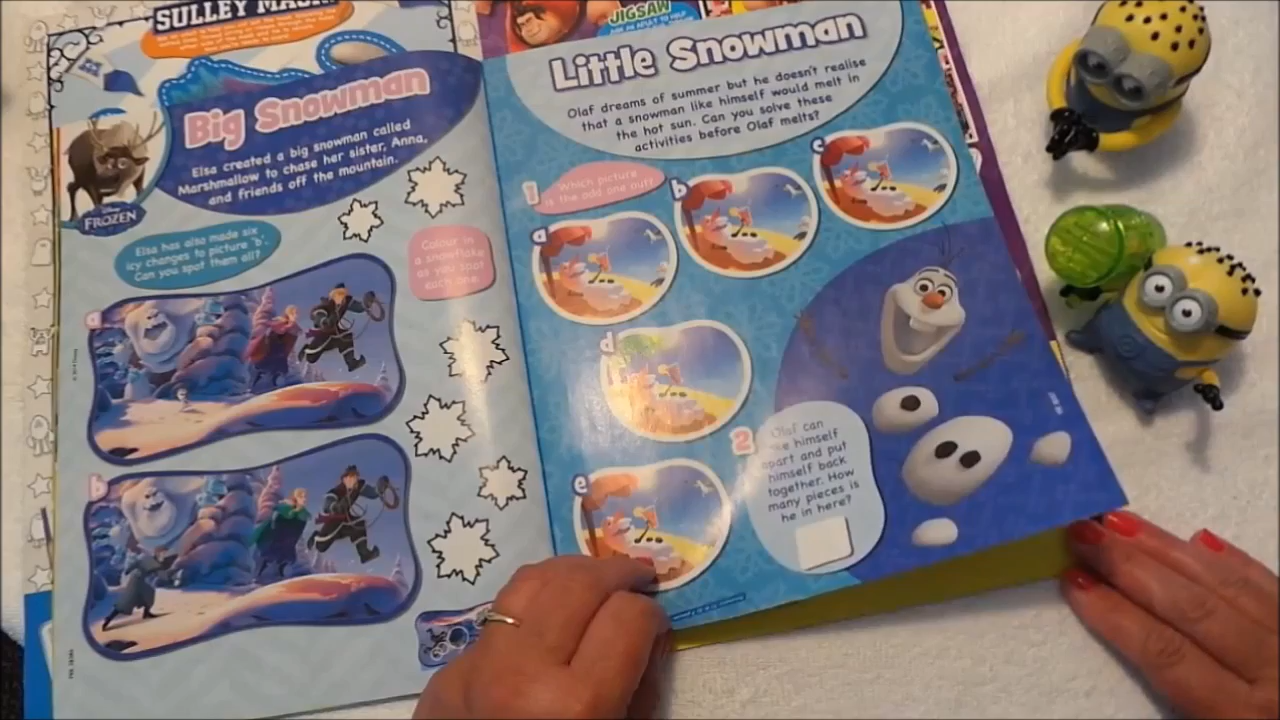 SULLEY MASK
Big Snowman
Elsa created a big snowman called
Marshmallow to chase her sister, Anna,
and friends off the mountain.
Disney
FROZEN
Elsa has also made six
icy changes to picture 'b'.
Can you spot them all?
Colour in
a snowflake
as you spot
each one.
a
b
JIGSAW
Little Snowman
Olaf dreams of summer but he doesn't realise
that a snowman like himself would melt in
the hot sun. Can you solve these
activities before Olaf melts?
1
Which picture
is the odd one out?
a
b
c
d
e
2
Olaf can
take himself
apart and put
himself back
together. How
many pieces is
he in here?